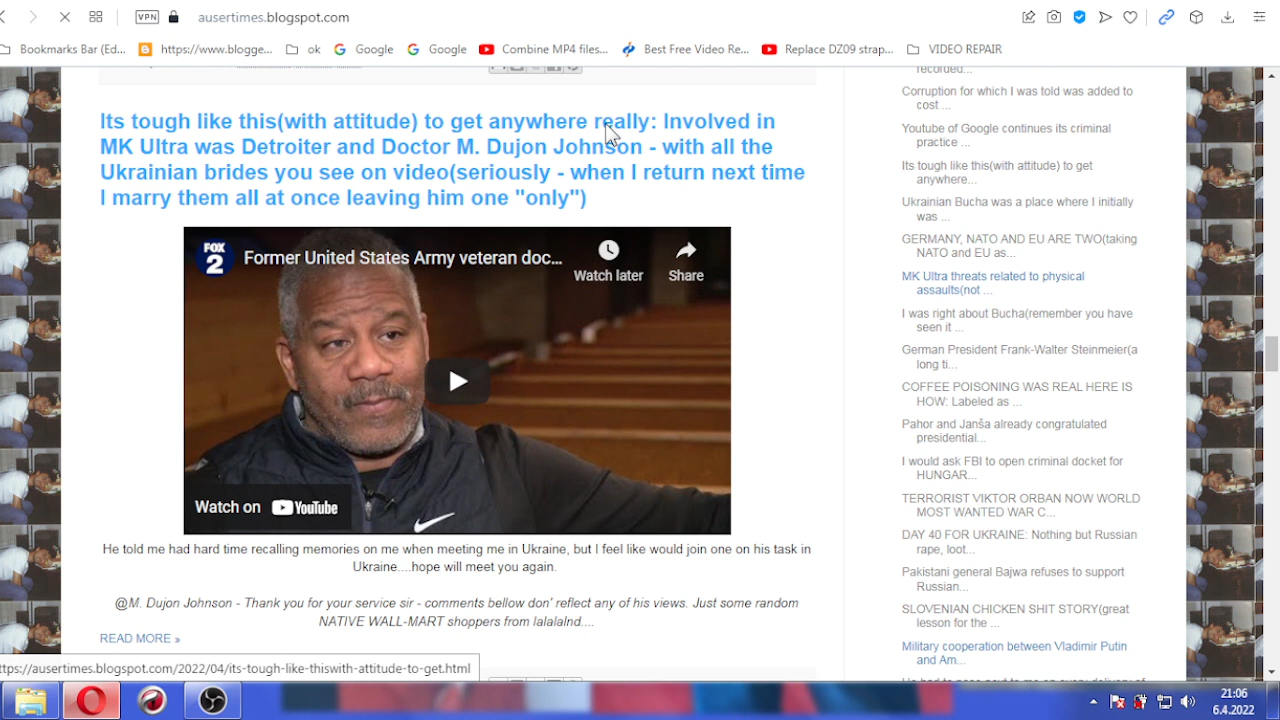 VPN
ausertimes.blogspot.com
Bookmarks Bar (Ed...
https://www.blogge...
ok
Google
Google
Combine MP4 files...
Best Free Video Re...
Replace DZ09 strap...
VIDEO REPAIR
Its tough like this(with attitude) to get anywhere really: Involved in
MK Ultra was Detroiter and Doctor M. Dujon Johnson - with all the
Ukrainian brides you see on video(seriously - when I return next time
I marry them all at once leaving him one "only")
FOX
2
Former United States Army veteran doc...
Watch later
Share
Watch on YouTube
He told me had hard time recalling memories on me when meeting me in Ukraine, but I feel like would join one on his task in
Ukraine....hope will meet you again.
@M. Dujon Johnson - Thank you for your service sir - comments bellow don' reflect any of his views. Just some random
NATIVE WALL-MART shoppers from lalalalnd....
READ MORE »
ttps://ausertimes.blogspot.com/2022/04/its-tough-like-thiswith-attitude-to-get.html
recorded...
Corruption for which I was told was added to
cost ...
Youtube of Google continues its criminal
practice ...
Its tough like this(with attitude) to get
anywhere...
Ukrainian Bucha was a place where I initially
was ...
GERMANY, NATO AND EU ARE TWO(taking
NATO and EU as...
MK Ultra threats related to physical
assaults(not ...
I was right about Bucha(remember you have
seen it ...
German President Frank-Walter Steinmeier(a
long ti...
COFFEE POISONING WAS REAL HERE IS
HOW: Labeled as ...
Pahor and Janša already congratulated
presidential...
I would ask FBI to open criminal docket for
HUNGAR...
TERRORIST VIKTOR ORBAN NOW WORLD
MOST WANTED WAR C...
DAY 40 FOR UKRAINE: Nothing but Russian
rape, loot...
Pakistani general Bajwa refuses to support
Russian...
SLOVENIAN CHICKEN SHIT STORY(great
lesson for the ...
Military cooperation between Vladimir Putin
and Am...
21:06
6.4.2022